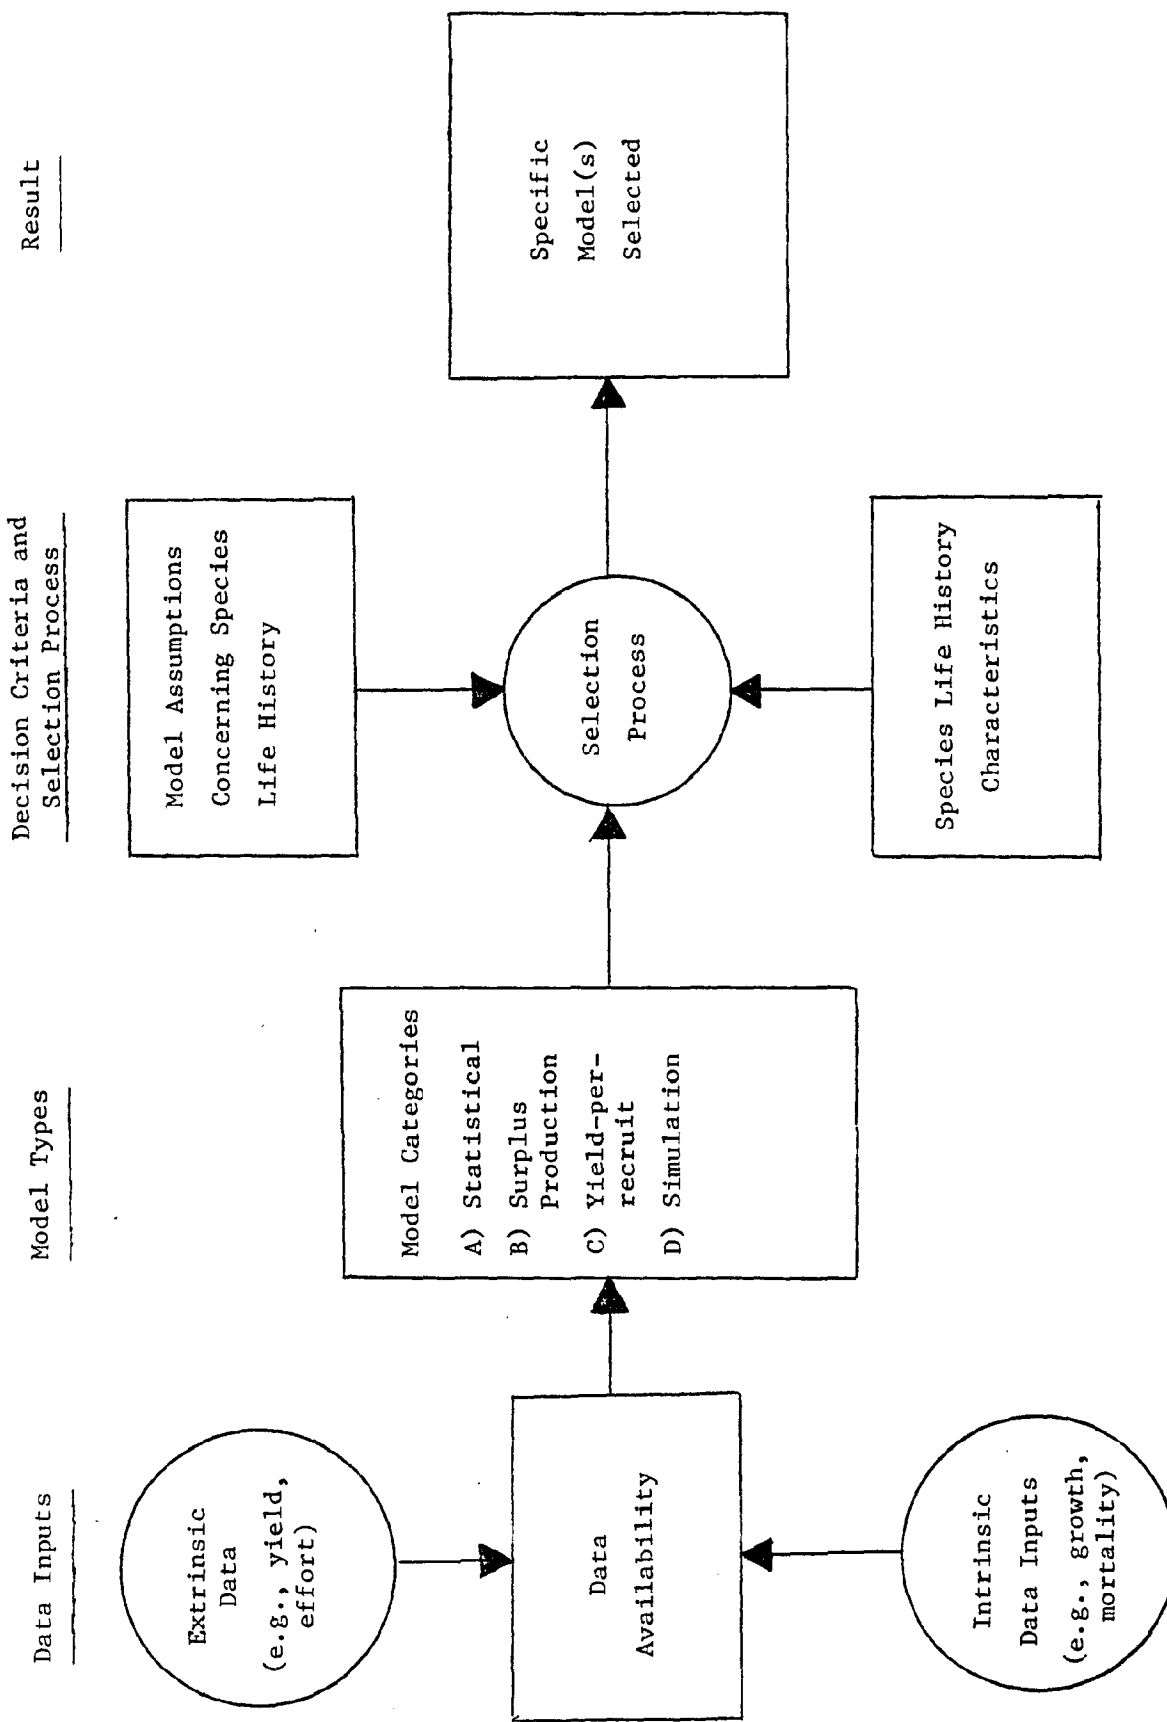 Data Inputs
Model Types
Decision Criteria and
Selection Process
Result
Extrinsic
Data
(e.g., yield,
effort)
Data
Availability
Intrinsic
Data Inputs
(e.g., growth,
mortality)
Model Categories
A) Statistical
B) Surplus
Production
C) Yield-per-
recruit
D) Simulation
Model Assumptions
Concerning Species
Life History
Selection
Process
Species Life History
Characteristics
Specific
Model(s)
Selected